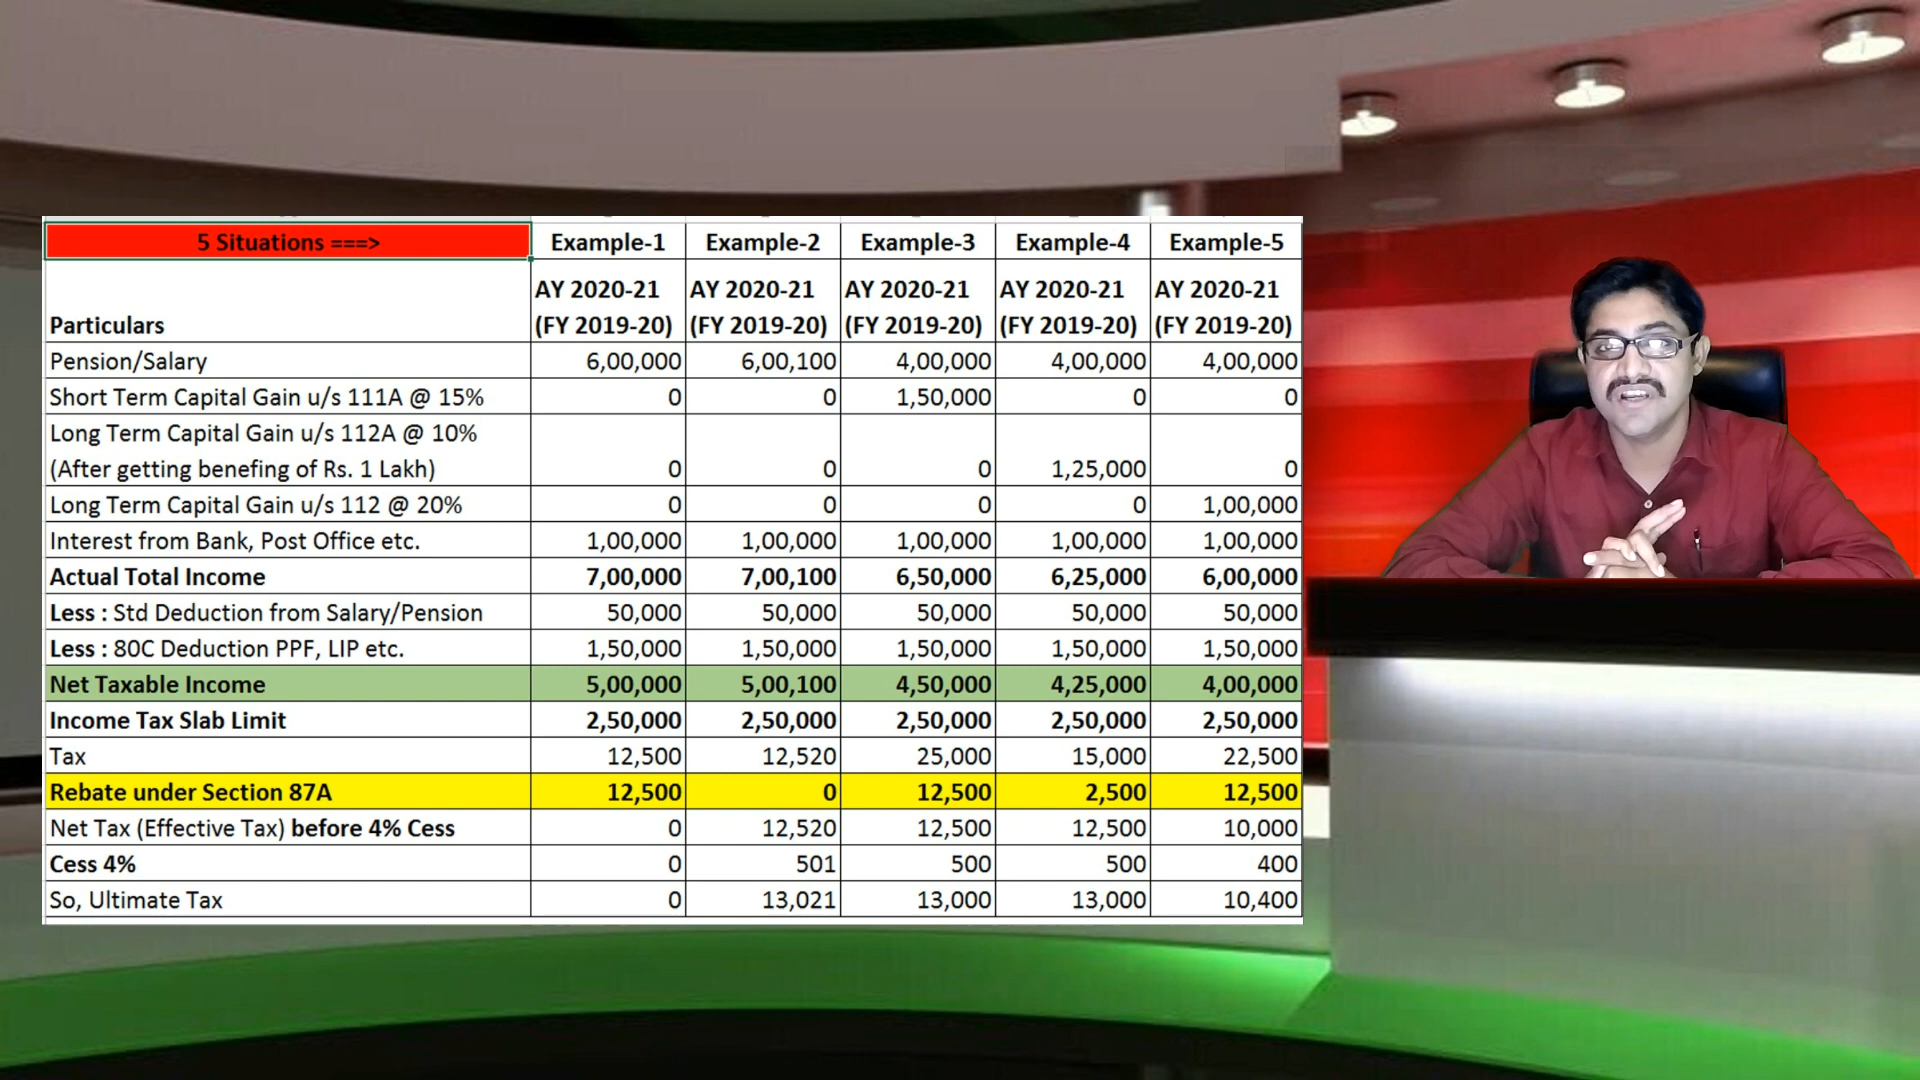 5 Situations ===> Example-1 Example-2 Example-3 Example-4 Example-5
AY 2020-21 AY 2020-21 AY 2020-21 AY 2020-21 AY 2020-21
Particulars (FY 2019-20) (FY 2019-20) (FY 2019-20) (FY 2019-20) (FY 2019-20)
Pension/Salary 6,00,000 6,00,100 4,00,000 4,00,000 4,00,000
Short Term Capital Gain u/s 111A @ 15% 0 0 1,50,000 0 0
Long Term Capital Gain u/s 112A @ 10%
(After getting benefing of Rs. 1 Lakh) 0 0 0 1,25,000 0
Long Term Capital Gain u/s 112 @ 20% 0 0 0 0 1,00,000
Interest from Bank, Post Office etc. 1,00,000 1,00,000 1,00,000 1,00,000 1,00,000
Actual Total Income 7,00,000 7,00,100 6,50,000 6,25,000 6,00,000
Less : Std Deduction from Salary/Pension 50,000 50,000 50,000 50,000 50,000
Less : 80C Deduction PPF, LIP etc. 1,50,000 1,50,000 1,50,000 1,50,000 1,50,000
Net Taxable Income 5,00,000 5,00,100 4,50,000 4,25,000 4,00,000
Income Tax Slab Limit 2,50,000 2,50,000 2,50,000 2,50,000 2,50,000
Tax 12,500 12,520 25,000 15,000 22,500
Rebate under Section 87A 12,500 0 12,500 2,500 12,500
Net Tax (Effective Tax) before 4% Cess 0 12,520 12,500 12,500 10,000
Cess 4% 0 501 500 500 400
So, Ultimate Tax 0 13,021 13,000 13,000 10,400